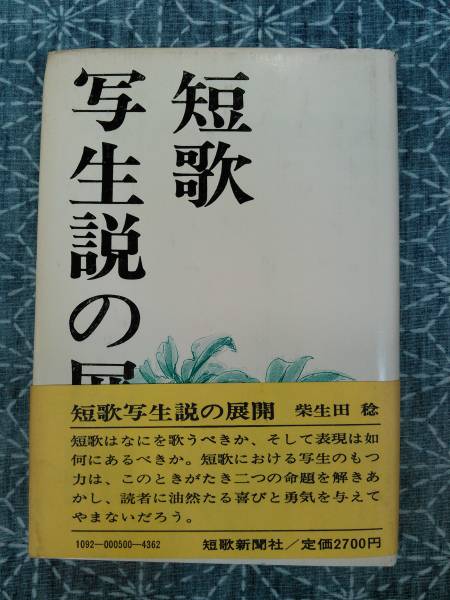 短歌
写生説の展
短歌写生説の展開 柴生田 稔
短歌はなにを歌うべきか、そして表現は如
何にあるべきか。短歌における写生のもつ
力は、このときがたき二つの命題を解きあ
かし、読者に油然たる喜びと勇気を与えて
やまないだろう。
1092—000500—4362 短歌新聞社/定価2700円